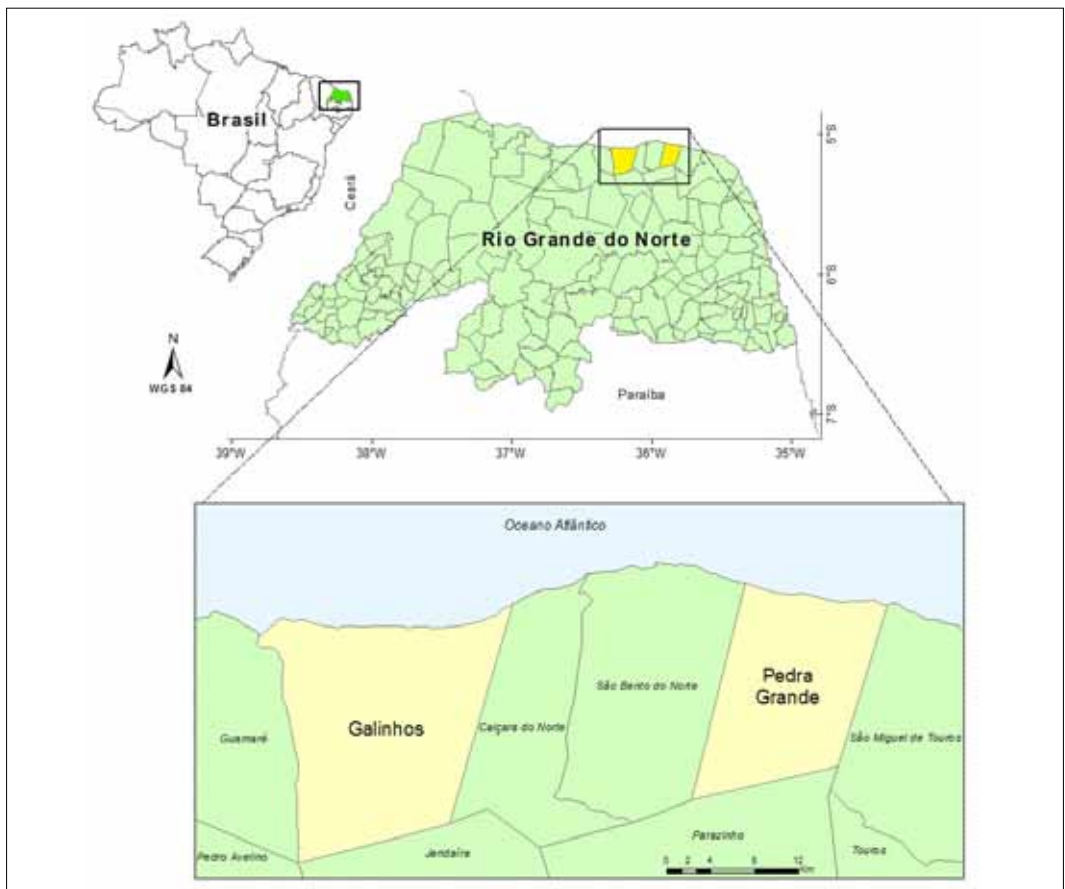 Brasil
Ceará
5°S
Rio Grande do Norte
6°S
N
WGS 84
Paraíba
7°S
39°W
38°W
37°W
36°W
35°W
Oceano Atlântico
Pedra
Grande
São Bento do Norte
Galinhos
Caiçara do Norte
Guamaré
São Miguel de Touros
Parazinho
Jandaíra
Touros
Pedro Avelino
0 2 4 8 12
Km